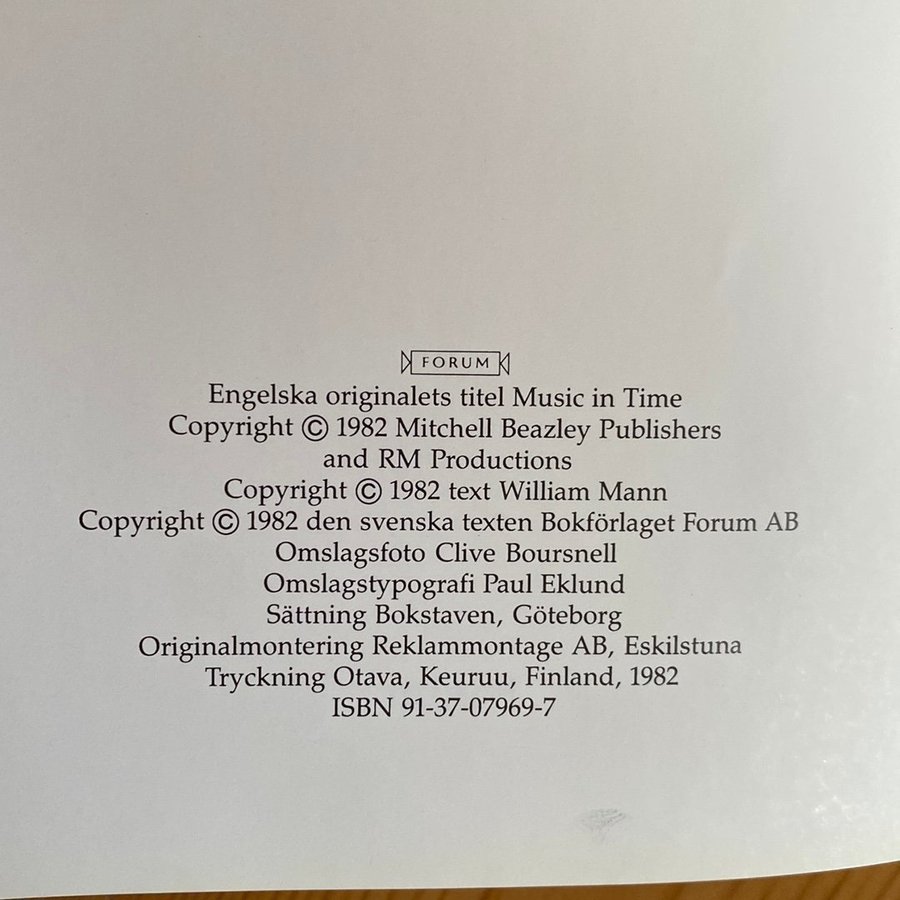 FORUM
Engelska originalets titel Music in Time
Copyright © 1982 Mitchell Beazley Publishers
and RM Productions
Copyright © 1982 text William Mann
Copyright © 1982 den svenska texten Bokförlaget Forum AB
Omslagsfoto Clive Boursnell
Omslagstypografi Paul Eklund
Sättning Bokstaven, Göteborg
Originalmontering Reklammontage AB, Eskilstuna
Tryckning Otava, Keuruu, Finland, 1982
ISBN 91-37-07969-7